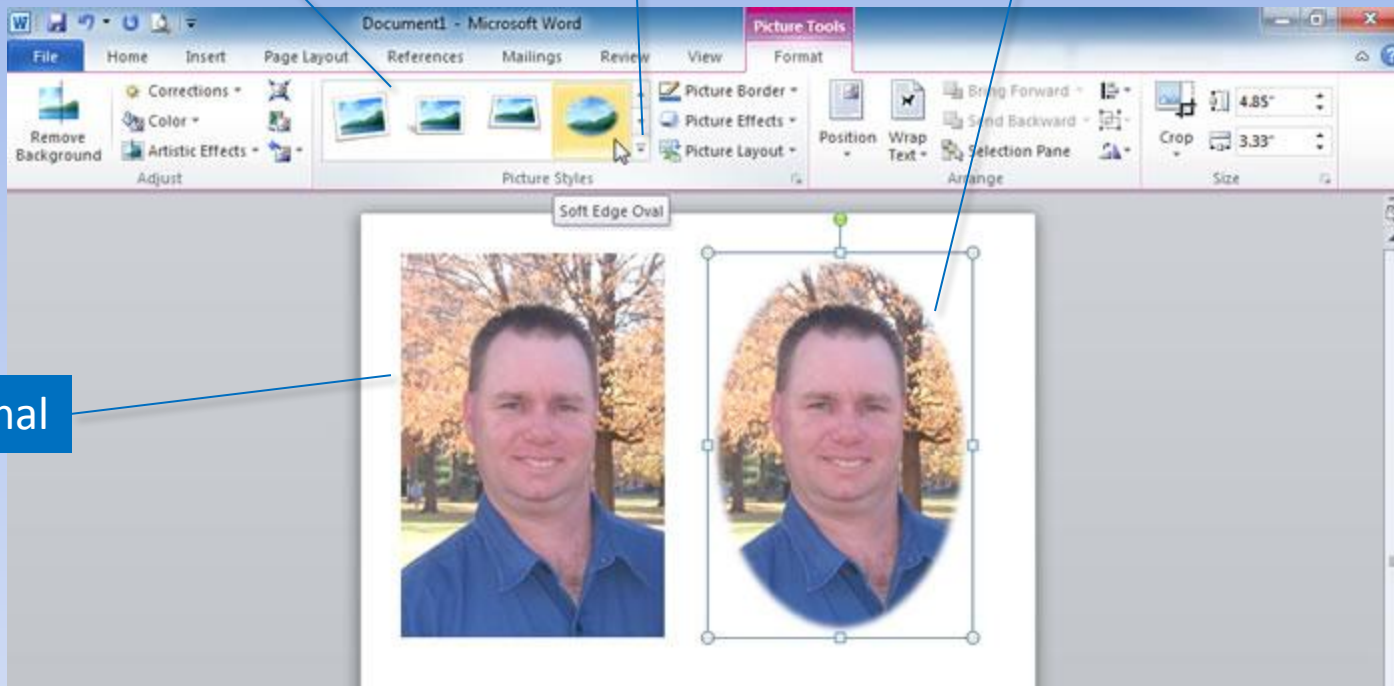 Document1 - Microsoft Word
Picture Tools
File Home Insert Page Layout References Mailings Review View Format
Corrections
Color
Artistic Effects
Remove
Background
Adjust
Picture Styles
Picture Border
Picture Effects
Picture Layout
Position
Wrap
Text
Bring Forward
Send Backward
Selection Pane
Arrange
Crop
4.85"
3.33"
Size
Soft Edge Oval
nal